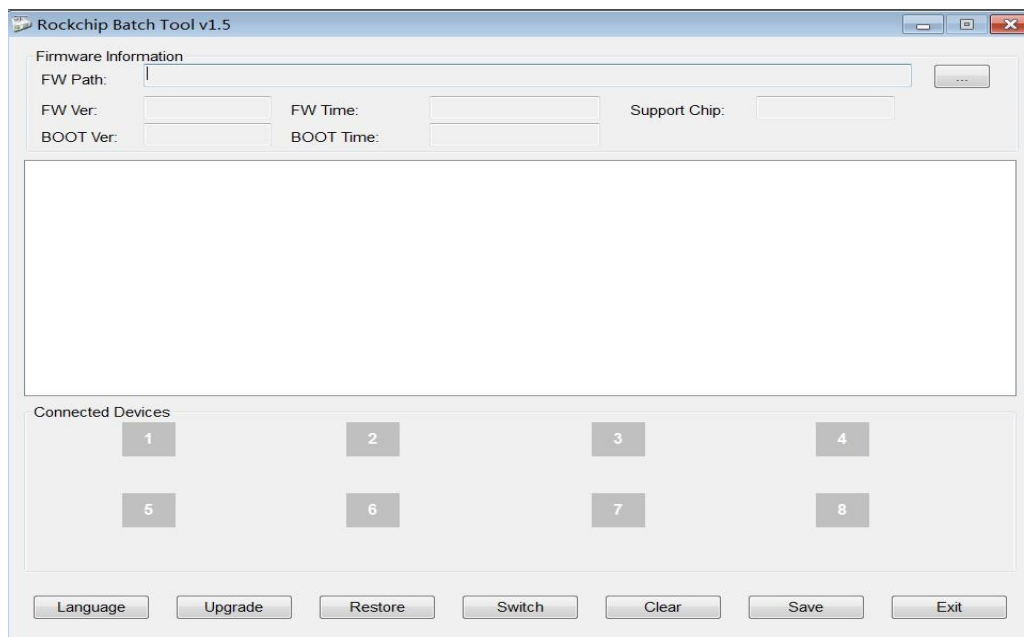 Rockchip Batch Tool v1.5
Firmware Information
FW Path: ...
FW Ver: FW Time: Support Chip:
BOOT Ver: BOOT Time:
Connected Devices
1 2 3 4
5 6 7 8
Language Upgrade Restore Switch Clear Save Exit